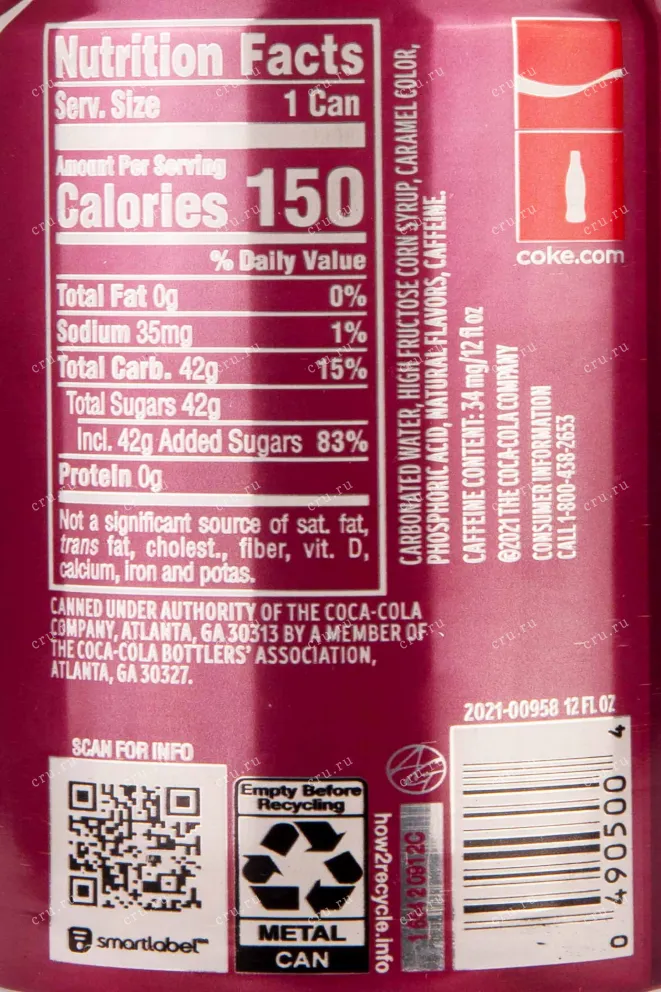 Nutrition Facts
Serv. Size 1 Can
Amount Per Serving
Calories 150
% Daily Value
Total Fat 0g 0%
Sodium 35mg 1%
Total Carb. 42g 15%
Total Sugars 42g
Incl. 42g Added Sugars 83%
Protein 0g
Not a significant source of sat. fat,
trans fat, cholest., fiber, vit. D,
calcium, iron and potas.
CARBONATED WATER, HIGH FRUCTOSE CORN SYRUP, CARAMEL COLOR,
PHOSPHORIC ACID, NATURAL FLAVORS, CAFFEINE.
CAFFEINE CONTENT: 34 mg/12 fl oz
©2021 THE COCA-COLA COMPANY
CONSUMER INFORMATION
CALL 1-800-438-2653
coke.com
CANNED UNDER AUTHORITY OF THE COCA-COLA
COMPANY, ATLANTA, GA 30313 BY A MEMBER OF
THE COCA-COLA BOTTLERS' ASSOCIATION,
ATLANTA, GA 30327.
SCAN FOR INFO
smartlabel™
Empty Before
Recycling
METAL
CAN
how2recycle.info
2021-00958 12 FL OZ
0 490500 4
cru.ru